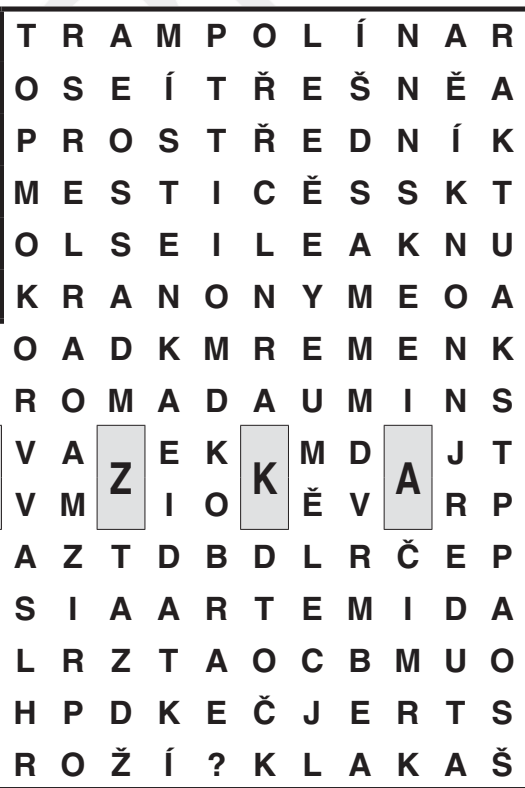 T R A M P O L Í N A R
O S E Í T Ř E Š N Ě A
P R O S T Ř E D N Í K
M E S T I C Ě S S K T
O L S E I L E A K N U
K R A N O N Y M E O A
O A D K M R E M E N K
R O M A D A U M I N S
V A Z E K K M D A J T
V M I O Ě V R P
A Z T D B D L R Č E P
S I A A R T E M I D A
L R Z T A O C B M U O
H P D K E Č J E R T S
R O Ž Í ? K L A K A Š